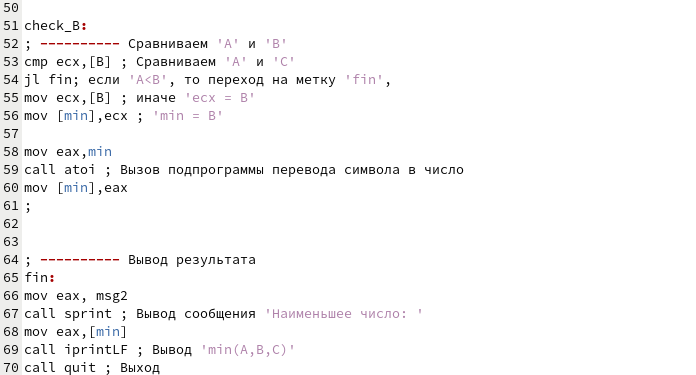 50
51 check_B:
52 ; ---------- Сравниваем 'A' и 'B'
53 cmp ecx,[B] ; Сравниваем 'A' и 'C'
54 jl fin; если 'A<B', то переход на метку 'fin',
55 mov ecx,[B] ; иначе 'ecx = B'
56 mov [min],ecx ; 'min = B'
57
58 mov eax,min
59 call atoi ; Вызов подпрограммы перевода символа в число
60 mov [min],eax
61 ;
62
63
64 ; ---------- Вывод результата
65 fin:
66 mov eax, msg2
67 call sprint ; Вывод сообщения 'Наименьшее число: '
68 mov eax,[min]
69 call iprintLF ; Вывод 'min(A,B,C)'
70 call quit ; Выход